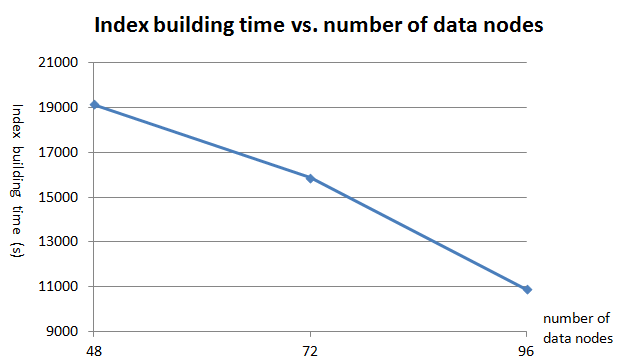 Index building time vs. number of data nodes
21000
19000
17000
15000
13000
11000
9000
Index building time (s)
48
72
96
number of
data nodes